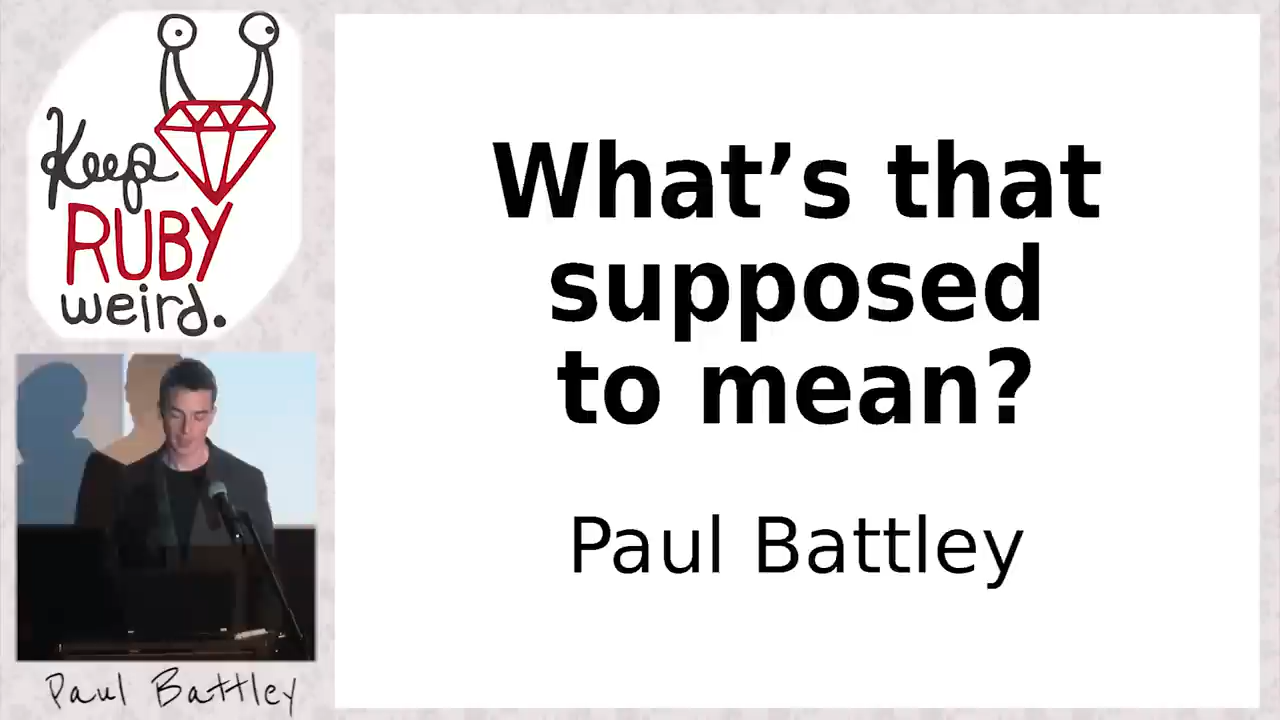 Keep
RUBY
weird.
Paul Battley
What’s that
supposed
to mean?
Paul Battley